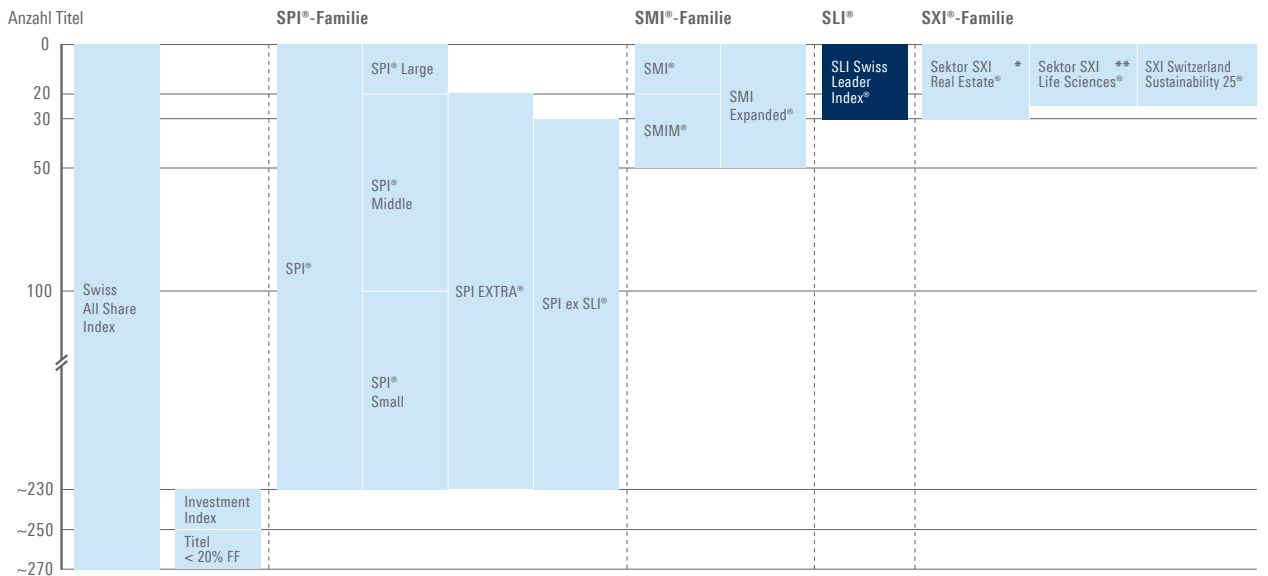 Anzahl Titel
SPI®-Familie
SMI®-Familie
SLI®
SXI®-Familie
0
20
30
50
100
~230
~250
~270
Swiss
All Share
Index
Investment
Index
Titel
< 20% FF
SPI®
SPI® Large
SPI®
Middle
SPI®
Small
SPI EXTRA®
SPI ex SLI®
SMI®
SMIM®
SMI
Expanded®
SLI Swiss
Leader
Index®
Sektor SXI *
Real Estate®
Sektor SXI **
Life Sciences®
SXI Switzerland
Sustainability 25®